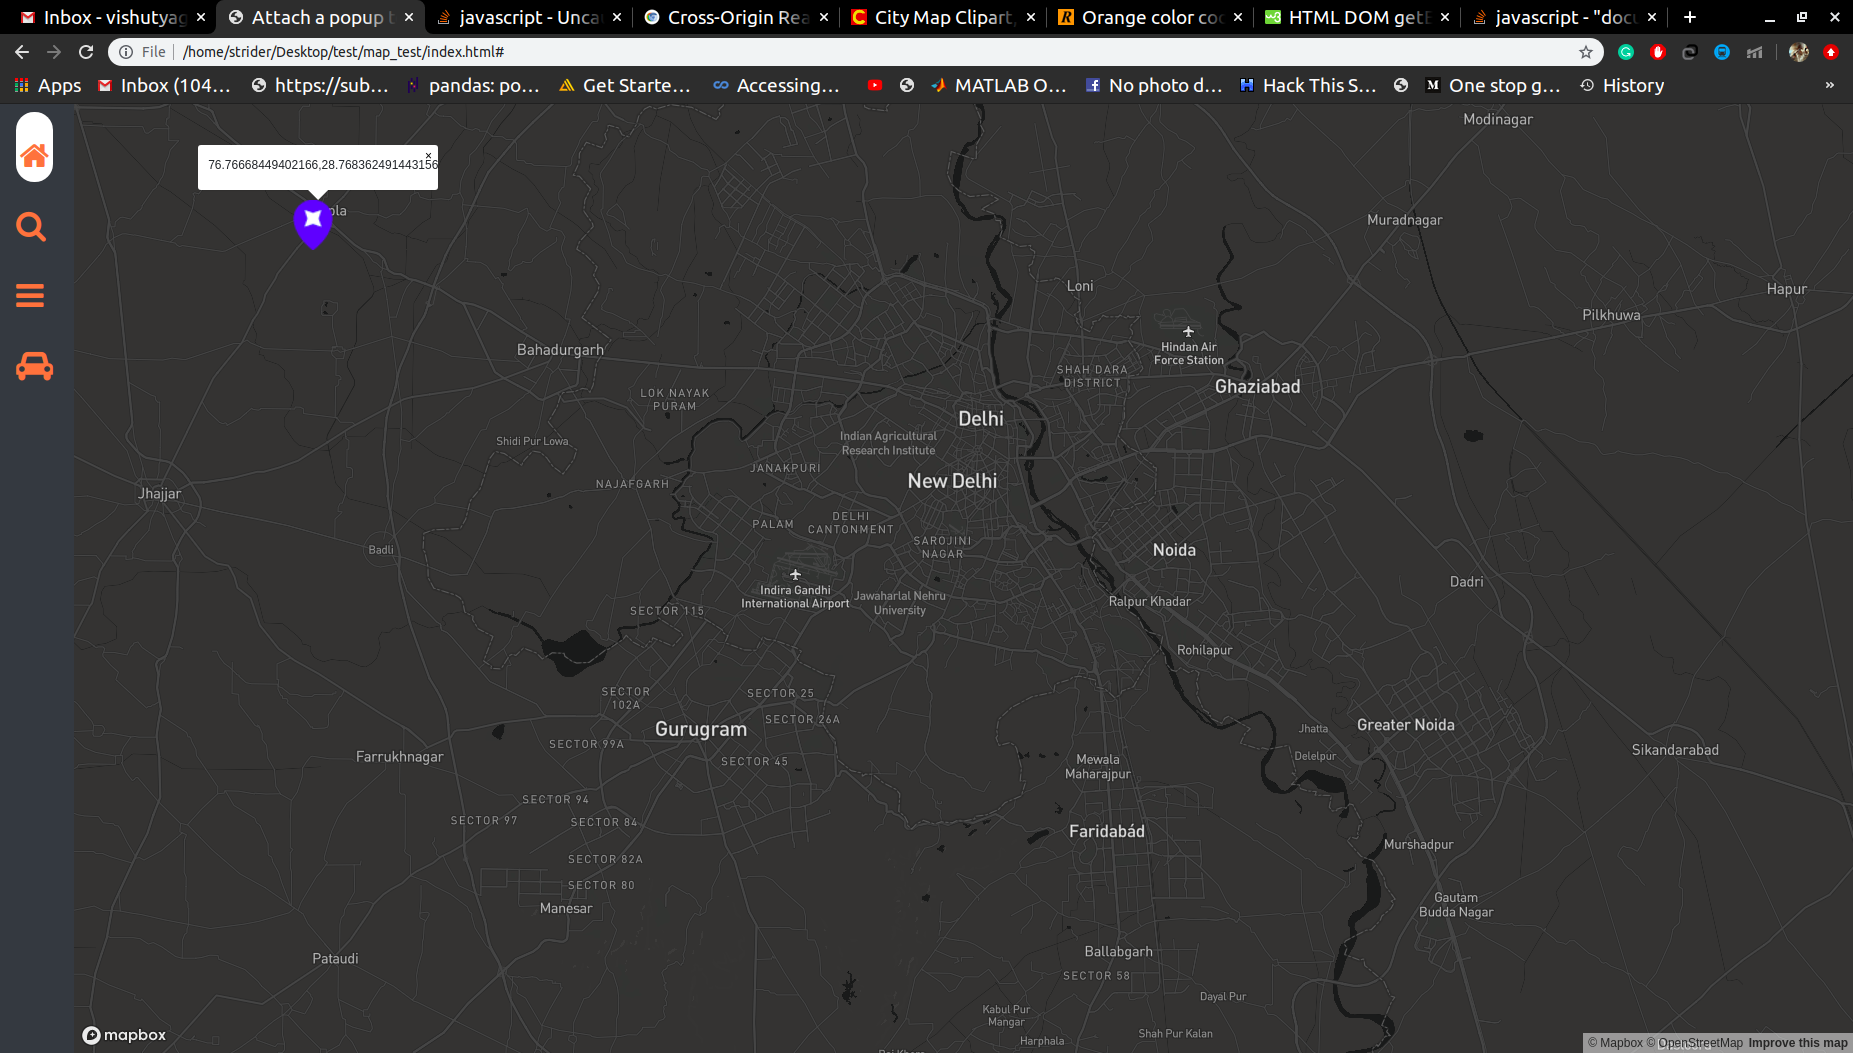 Inbox - vishutyag
Attach a popup t
javascript - Unca
Cross-Origin Rea
City Map Clipart,
Orange color coc
HTML DOM getE
javascript - "docu
File
/home/strider/Desktop/test/map_test/index.html#
Apps
Inbox (104...
https://sub...
pandas: po...
Get Starte...
Accessing...
MATLAB O...
No photo d...
Hack This S...
One stop g...
History
»
Modinagar
76.76668449402166,28.768362491443156
×
Muradnagar
Loni
Hapur
Pilkhuwa
Hindan Air
Force Station
Bahadurgarh
SHAH DARA
DISTRICT
Ghaziabad
LOK NAYAK
PURAM
Delhi
Indian Agricultural
Research Institute
Shidi Pur Lowa
JANAKPURI
New Delhi
NAJAFGARH
Jhajjar
PALAM
DELHI
CANTONMENT
SAROJINI
NAGAR
Badli
Noida
Dadri
Indira Gandhi
International Airport
Jawaharlal Nehru
University
Ralpur Khadar
SECTOR 115
Rohilapur
SECTOR
102A
SECTOR 25
SECTOR 26A
Gurugram
Jhatta
Greater Noida
SECTOR 99A
Farrukhnagar
SECTOR 45
Delelpur
Sikandarabad
Mewala
Maharajpur
SECTOR 94
SECTOR 97
SECTOR 84
Faridabád
Murshadpur
SECTOR 82A
SECTOR 80
Manesar
Gautam
Budda Nagar
Pataudi
Ballabgarh
SECTOR 58
Dayal Pur
Kabul Pur
Mangar
Shah Pur Kalan
Harphala
mapbox
© Mapbox © OpenStreetMap Improve this map